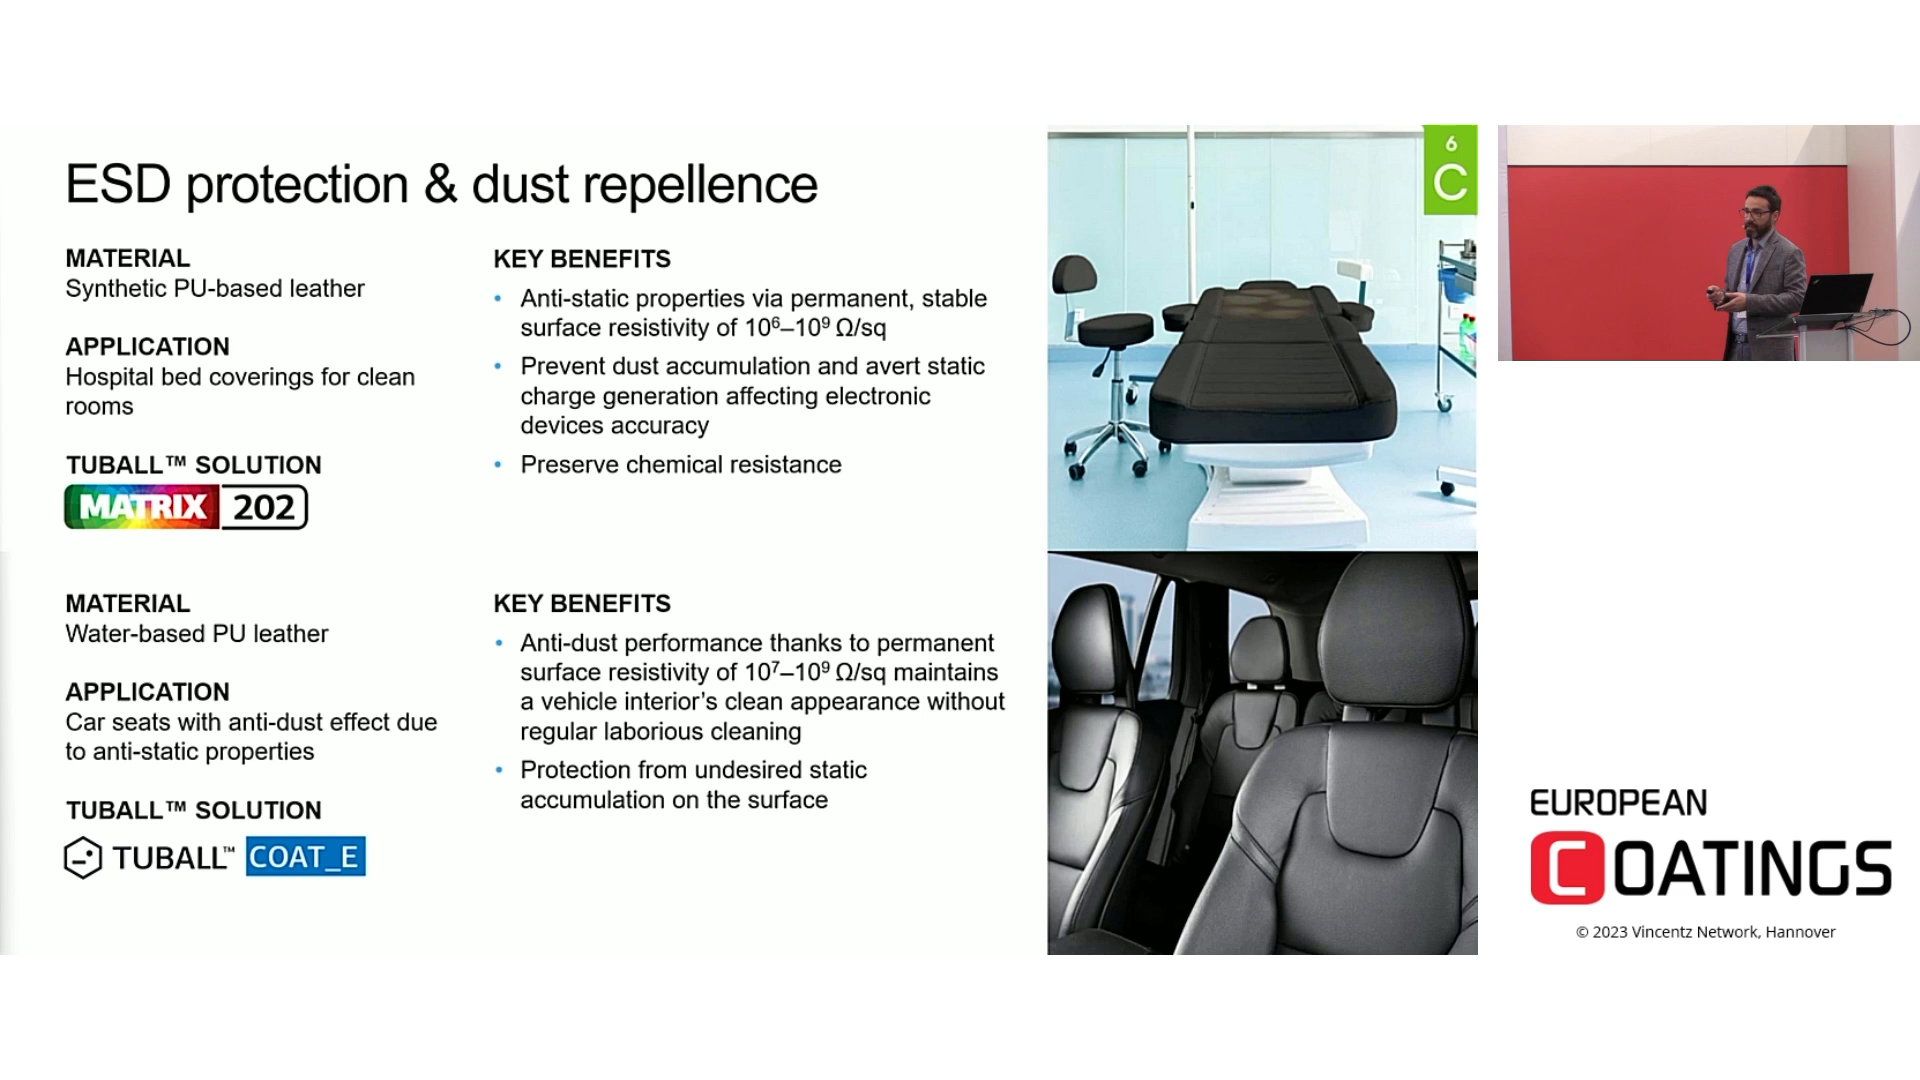 ESD protection & dust repellence
MATERIAL
Synthetic PU-based leather
APPLICATION
Hospital bed coverings for clean
rooms
TUBALL™ SOLUTION
MATRIX 202
KEY BENEFITS
• Anti-static properties via permanent, stable
surface resistivity of 10⁶–10⁹ Ω/sq
• Prevent dust accumulation and avert static
charge generation affecting electronic
devices accuracy
• Preserve chemical resistance
MATERIAL
Water-based PU leather
APPLICATION
Car seats with anti-dust effect due
to anti-static properties
TUBALL™ SOLUTION
TUBALL™ COAT_E
KEY BENEFITS
• Anti-dust performance thanks to permanent
surface resistivity of 10⁷–10⁹ Ω/sq maintains
a vehicle interior's clean appearance without
regular laborious cleaning
• Protection from undesired static
accumulation on the surface
6
C
EUROPEAN
COATINGS
© 2023 Vincentz Network, Hannover